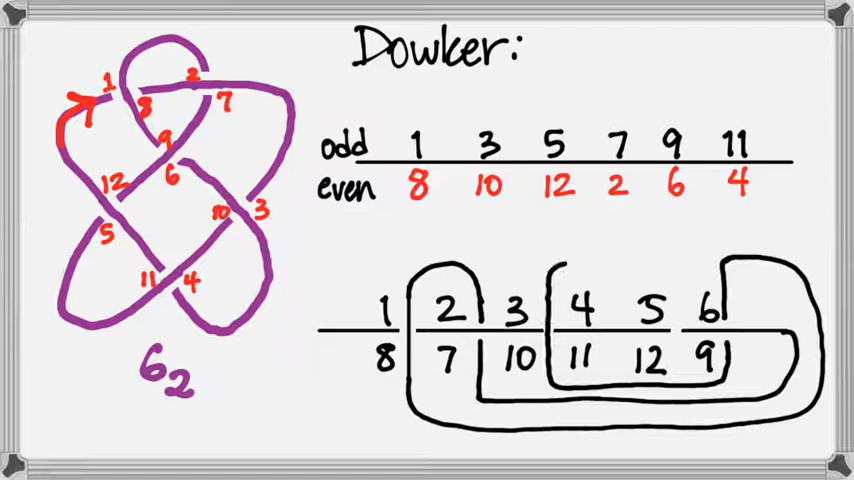 Dowker:
1 2
8 7
9
6
12
10 3
5
11 4
6₂
odd 1 3 5 7 9 11
even 8 10 12 2 6 4
1 2 3 4 5 6
8 7 10 11 12 9